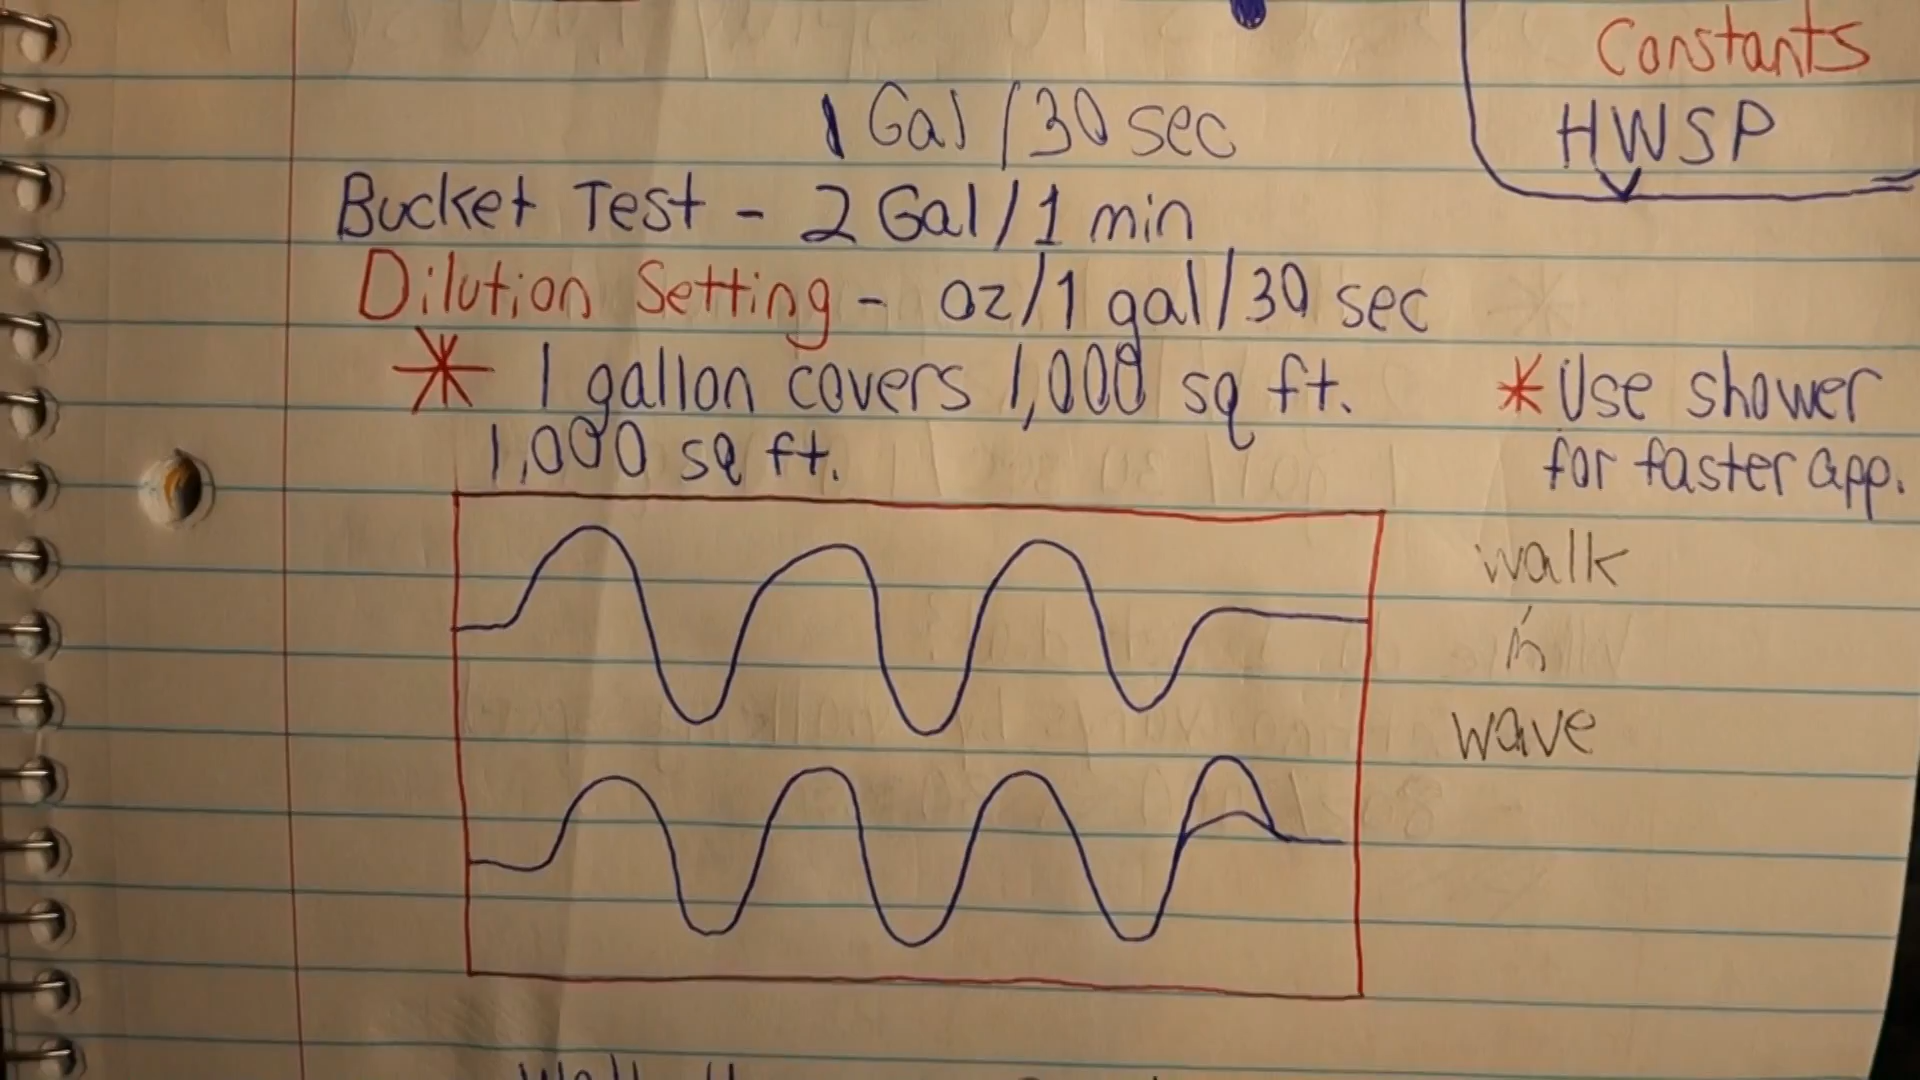 Constants
HWSP
1 Gal/30 sec
Bucket Test - 2 Gal/1 min
Dilution Setting - oz/1 gal/30 sec
* 1 gallon covers 1,000 sq ft.
1,000 sq ft.
* Use shower
for faster app.
walk
in
wave